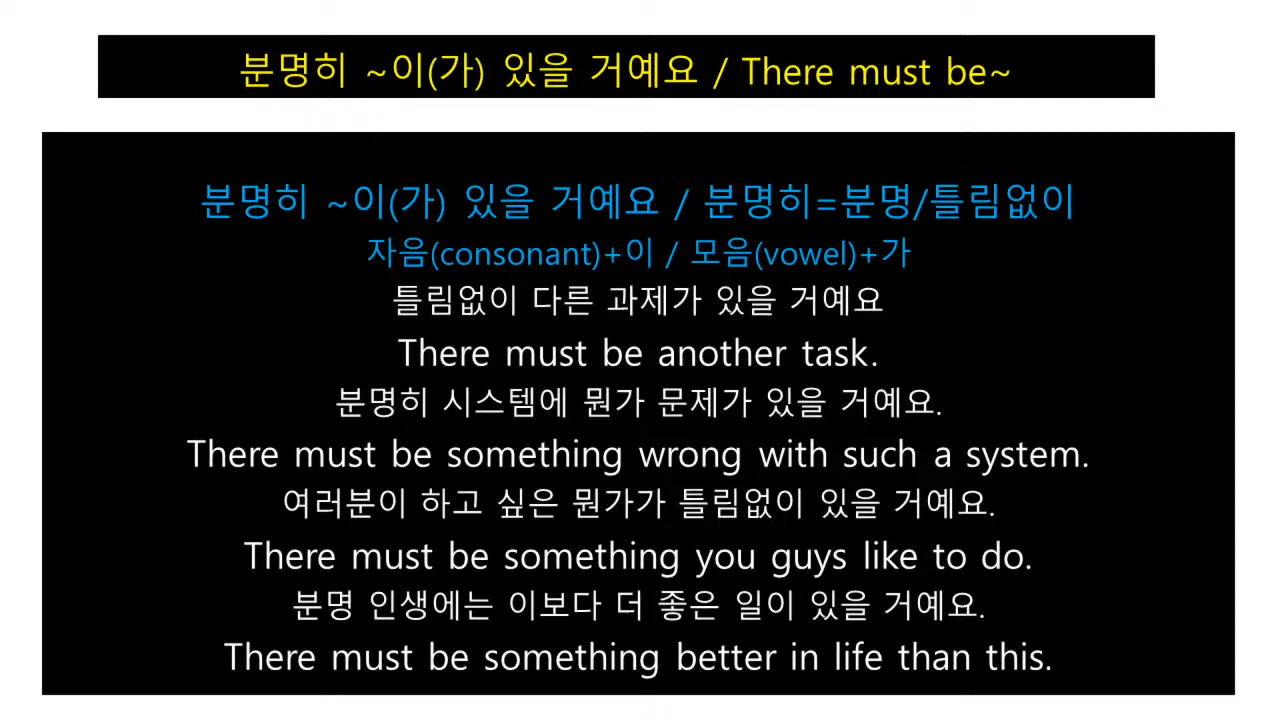 분명히 ~이(가) 있을 거예요 / There must be~
분명히 ~이(가) 있을 거예요 / 분명히=분명/틀림없이
자음(consonant)+이 / 모음(vowel)+가
틀림없이 다른 과제가 있을 거예요
There must be another task.
분명히 시스템에 뭔가 문제가 있을 거예요.
There must be something wrong with such a system.
여러분이 하고 싶은 뭔가가 틀림없이 있을 거예요.
There must be something you guys like to do.
분명 인생에는 이보다 더 좋은 일이 있을 거예요.
There must be something better in life than this.